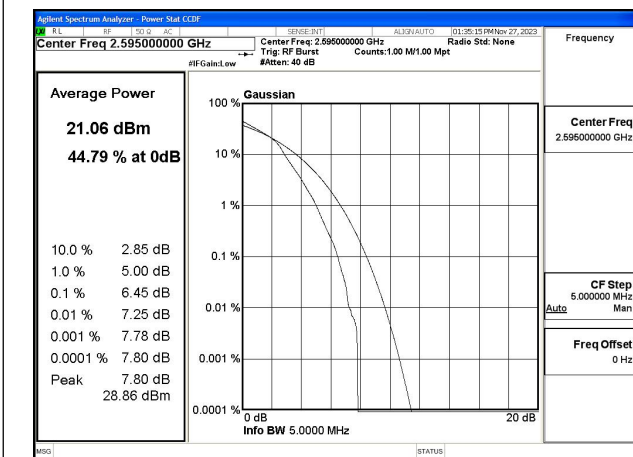 Agilent Spectrum Analyzer - Power Stat CCDF
RL RF 50 Ω AC SENSE:INT ALIGN AUTO 01:35:15 PM Nov 27, 2023
Center Freq 2.595000000 GHz
Center Freq: 2.595000000 GHz Radio Std: None
Trig: RF Burst Counts:1.00 M/1.00 Mpt
#IFGain:Low #Atten: 40 dB
Frequency
Average Power
21.06 dBm
44.79 % at 0dB
10.0 % 2.85 dB
1.0 % 5.00 dB
0.1 % 6.45 dB
0.01 % 7.25 dB
0.001 % 7.78 dB
0.0001 % 7.80 dB
Peak 7.80 dB
28.86 dBm
Gaussian
100 %
10 %
1 %
0.1 %
0.01 %
0.001 %
0.0001 %
0 dB 20 dB
Info BW 5.0000 MHz
Center Freq
2.595000000 GHz
CF Step
5.000000 MHz
Auto Man
Freq Offset
0 Hz
MSG STATUS